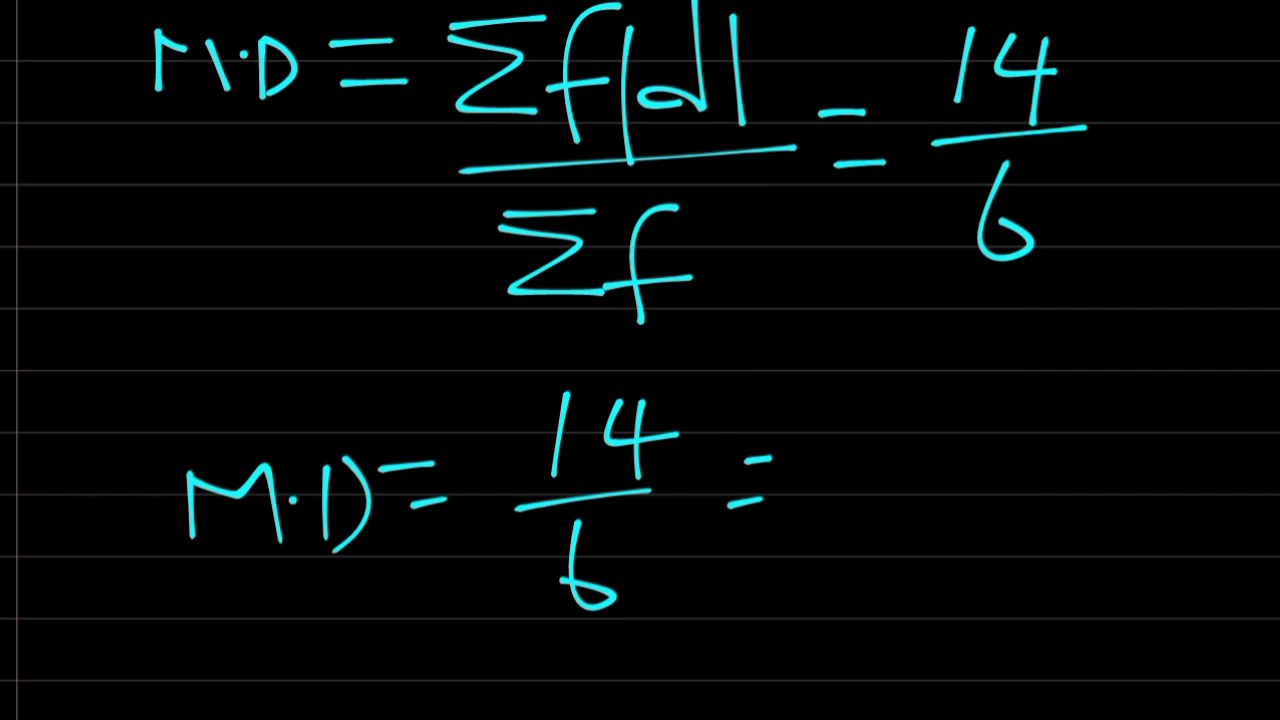 M.D = Σf|d| / Σf = 14 / 6
M.D = 14 / 6 =